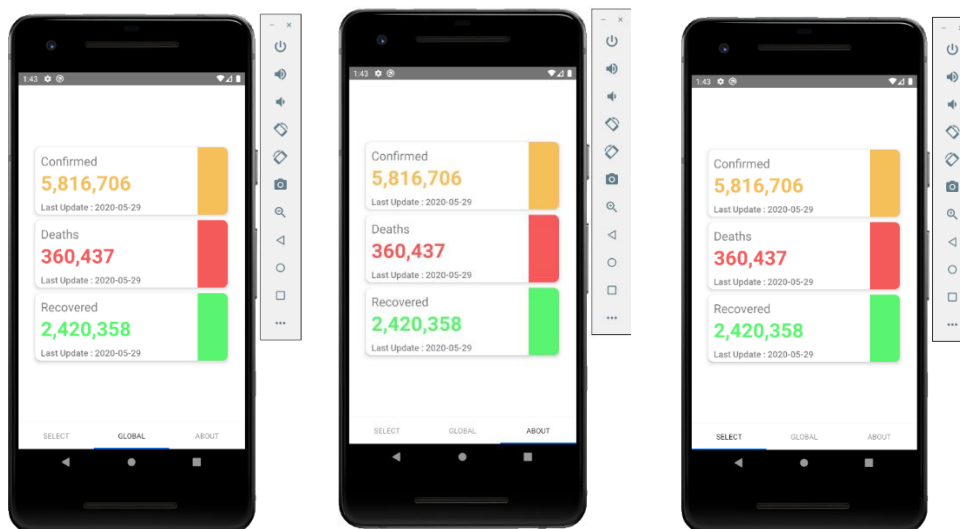 1:43
Confirmed
5,816,706
Last Update : 2020-05-29
Deaths
360,437
Last Update : 2020-05-29
Recovered
2,420,358
Last Update : 2020-05-29
SELECT GLOBAL ABOUT
1:43
Confirmed
5,816,706
Last Update : 2020-05-29
Deaths
360,437
Last Update : 2020-05-29
Recovered
2,420,358
Last Update : 2020-05-29
SELECT GLOBAL ABOUT
1:43
Confirmed
5,816,706
Last Update : 2020-05-29
Deaths
360,437
Last Update : 2020-05-29
Recovered
2,420,358
Last Update : 2020-05-29
SELECT GLOBAL ABOUT